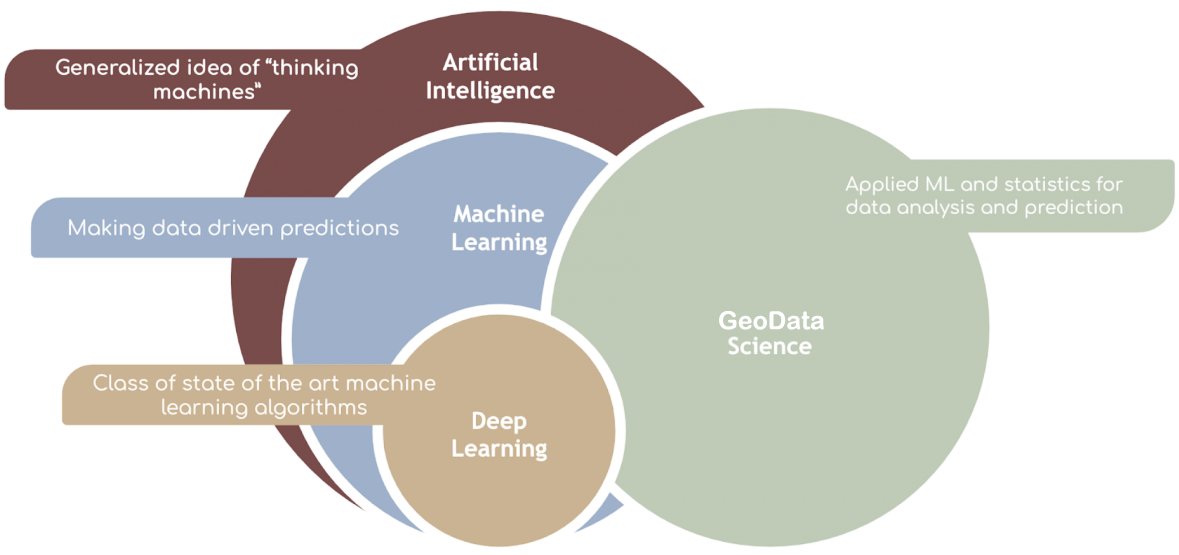 Generalized idea of “thinking
machines“
Artificial
Intelligence
Making data driven predictions
Machine
Learning
Applied ML and statistics for
data analysis and prediction
GeoData
Science
Class of state of the art machine
learning algorithms
Deep
Learning